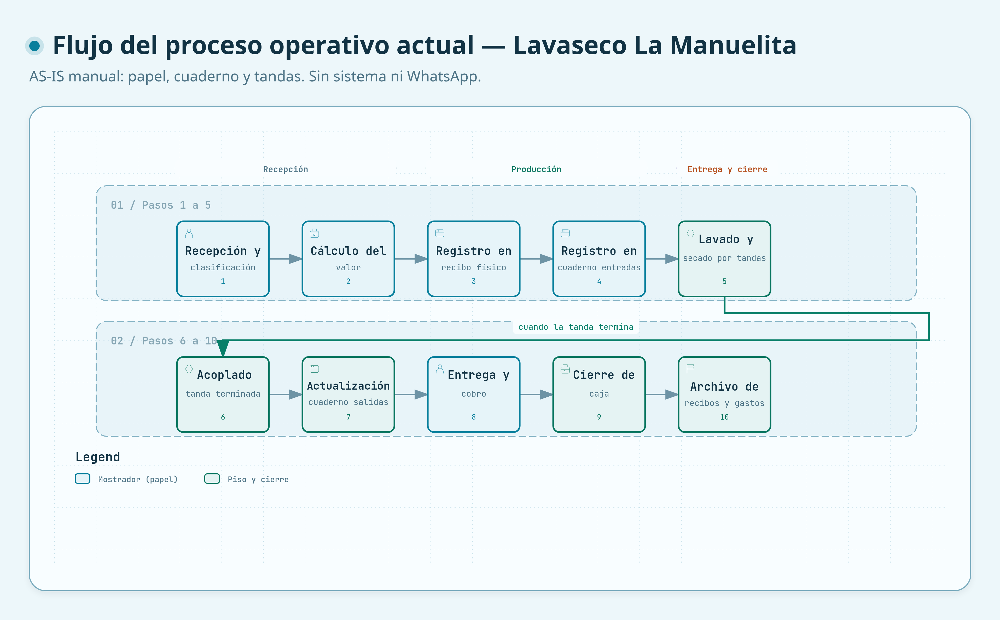 Flujo del proceso operativo actual — Lavaseco La Manuelita
AS-IS manual: papel, cuaderno y tandas. Sin sistema ni WhatsApp.
Recepción
Producción
Entrega y cierre
01 / Pasos 1 a 5
Recepción y
clasificación
1
Cálculo del
valor
2
Registro en
recibo físico
3
Registro en
cuaderno entradas
4
Lavado y
secado por tandas
5
cuando la tanda termina
02 / Pasos 6 a 10
Acoplado
tanda terminada
6
Actualización
cuaderno salidas
7
Entrega y
cobro
8
Cierre de
caja
9
Archivo de
recibos y gastos
10
Legend
Mostrador (papel)
Piso y cierre